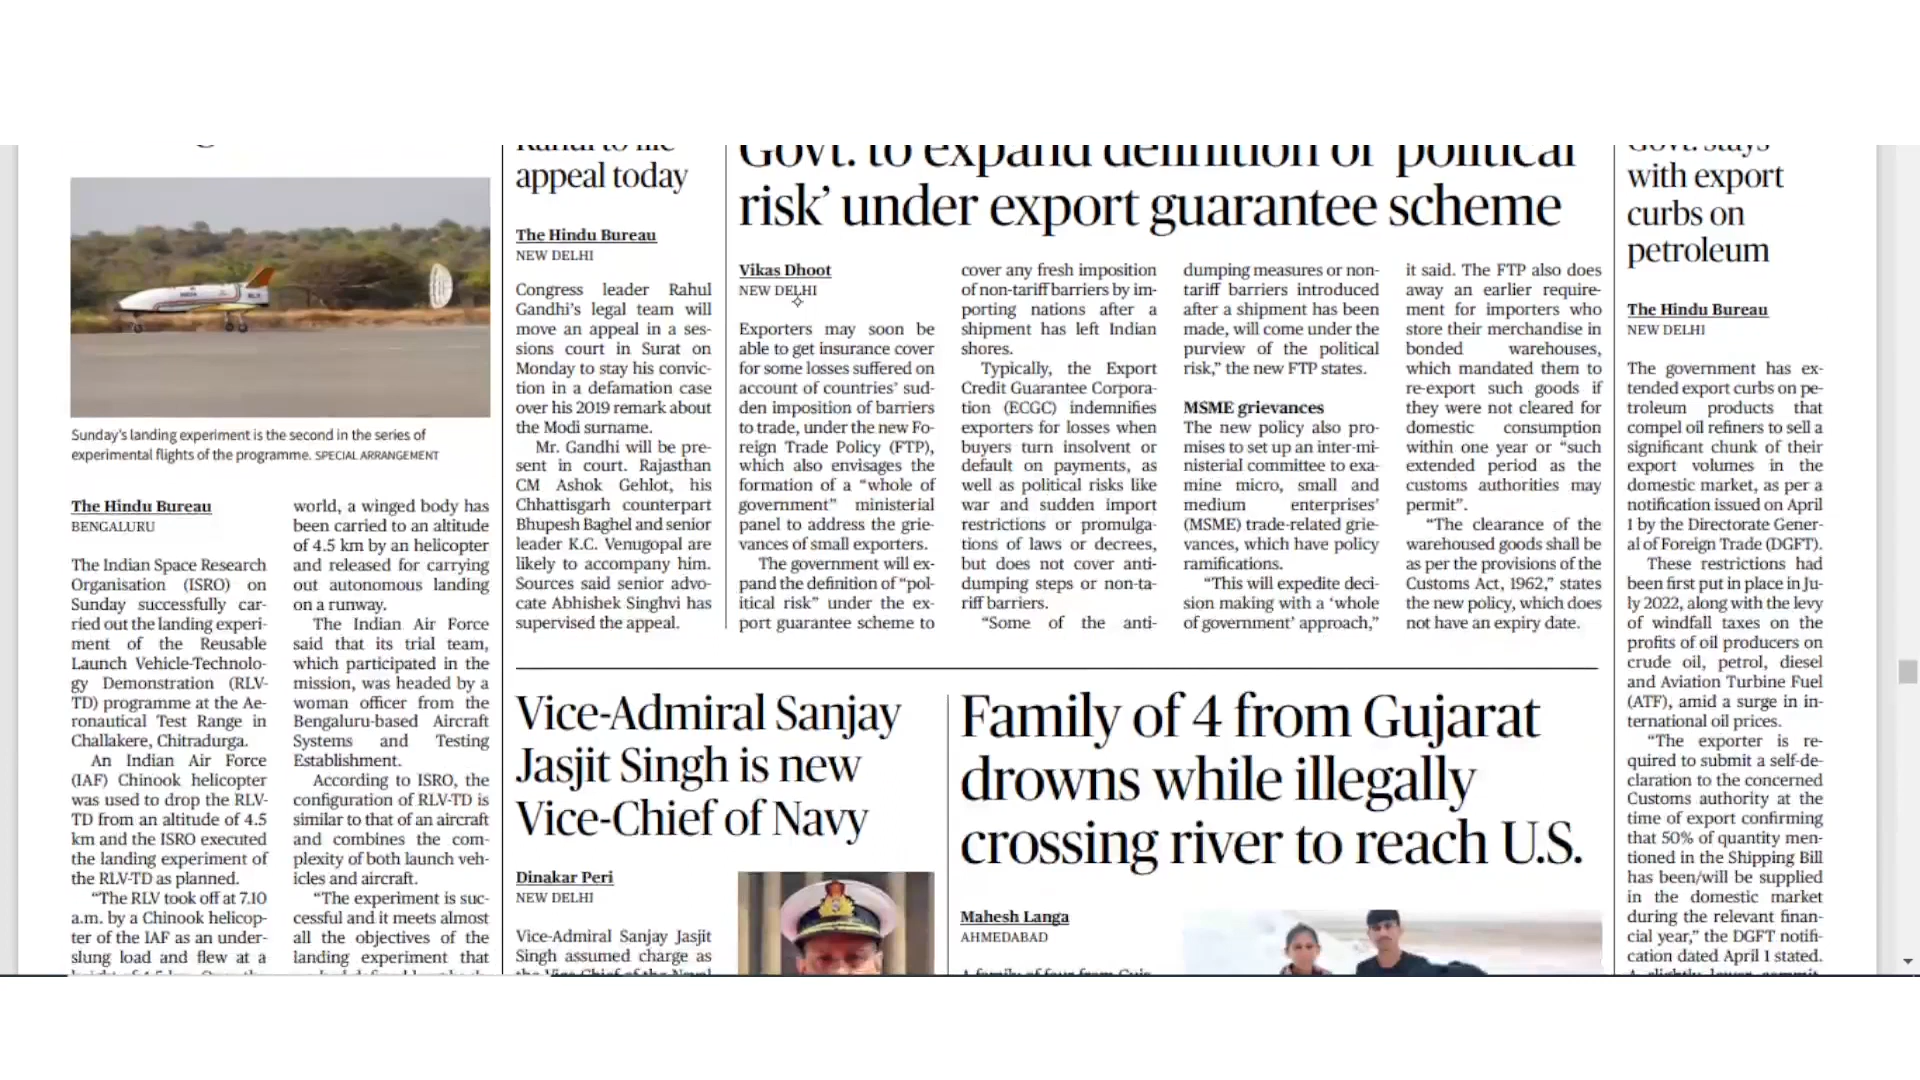 Sunday's landing experiment is the second in the series of
experimental flights of the programme. SPECIAL ARRANGEMENT
The Hindu Bureau
BENGALURU
The Indian Space Research
Organisation (ISRO) on
Sunday successfully car-
ried out the landing experi-
ment of the Reusable
Launch Vehicle-Technolo-
gy Demonstration (RLV-
TD) programme at the Ae-
ronautical Test Range in
Challakere, Chitradurga.
An Indian Air Force
(IAF) Chinook helicopter
was used to drop the RLV-
TD from an altitude of 4.5
km and the ISRO executed
the landing experiment of
the RLV-TD as planned.
“The RLV took off at 7.10
a.m. by a Chinook helicop-
ter of the IAF as an under-
slung load and flew at a
world, a winged body has
been carried to an altitude
of 4.5 km by an helicopter
and released for carrying
out autonomous landing
on a runway.
The Indian Air Force
said that its trial team,
which participated in the
mission, was headed by a
woman officer from the
Bengaluru-based Aircraft
Systems and Testing
Establishment.
According to ISRO, the
configuration of RLV-TD is
similar to that of an aircraft
and combines the com-
plexity of both launch veh-
icles and aircraft.
“The experiment is suc-
cessful and it meets almost
all the objectives of the
landing experiment that
Rahul to file
appeal today
The Hindu Bureau
NEW DELHI
Congress leader Rahul
Gandhi's legal team will
move an appeal in a ses-
sions court in Surat on
Monday to stay his convic-
tion in a defamation case
over his 2019 remark about
the Modi surname.
Mr. Gandhi will be pre-
sent in court. Rajasthan
CM Ashok Gehlot, his
Chhattisgarh counterpart
Bhupesh Baghel and senior
leader K.C. Venugopal are
likely to accompany him.
Sources said senior advo-
cate Abhishek Singhvi has
supervised the appeal.
Govt. to expand definition of ‘political
risk’ under export guarantee scheme
Vikas Dhoot
NEW DELHI
Exporters may soon be
able to get insurance cover
for some losses suffered on
account of countries’ sud-
den imposition of barriers
to trade, under the new Fo-
reign Trade Policy (FTP),
which also envisages the
formation of a “whole of
government” ministerial
panel to address the grie-
vances of small exporters.
The government will ex-
pand the definition of “pol-
itical risk” under the ex-
port guarantee scheme to
cover any fresh imposition
of non-tariff barriers by im-
porting nations after a
shipment has left Indian
shores.
Typically, the Export
Credit Guarantee Corpora-
tion (ECGC) indemnifies
exporters for losses when
buyers turn insolvent or
default on payments, as
well as political risks like
war and sudden import
restrictions or promulga-
tions of laws or decrees,
but does not cover anti-
dumping steps or non-ta-
riff barriers.
“Some of the anti-
dumping measures or non-
tariff barriers introduced
after a shipment has been
made, will come under the
purview of the political
risk,” the new FTP states.
MSME grievances
The new policy also pro-
mises to set up an inter-mi-
nisterial committee to exa-
mine micro, small and
medium enterprises’
(MSME) trade-related grie-
vances, which have policy
ramifications.
“This will expedite deci-
sion making with a ‘whole
of government’ approach,”
it said. The FTP also does
away an earlier require-
ment for importers who
store their merchandise in
bonded warehouses,
which mandated them to
re-export such goods if
they were not cleared for
domestic consumption
within one year or “such
extended period as the
customs authorities may
permit”.
“The clearance of the
warehoused goods shall be
as per the provisions of the
Customs Act, 1962,” states
the new policy, which does
not have an expiry date.
Govt. stays
with export
curbs on
petroleum
The Hindu Bureau
NEW DELHI
The government has ex-
tended export curbs on pe-
troleum products that
compel oil refiners to sell a
significant chunk of their
export volumes in the
domestic market, as per a
notification issued on April
1 by the Directorate Gener-
al of Foreign Trade (DGFT).
These restrictions had
been first put in place in Ju-
ly 2022, along with the levy
of windfall taxes on the
profits of oil producers on
crude oil, petrol, diesel
and Aviation Turbine Fuel
(ATF), amid a surge in in-
ternational oil prices.
“The exporter is re-
quired to submit a self-de-
claration to the concerned
Customs authority at the
time of export confirming
that 50% of quantity men-
tioned in the Shipping Bill
has been/will be supplied
in the domestic market
during the relevant finan-
cial year,” the DGFT notifi-
cation dated April 1 stated.
Vice-Admiral Sanjay
Jasjit Singh is new
Vice-Chief of Navy
Dinakar Peri
NEW DELHI
Vice-Admiral Sanjay Jasjit
Singh assumed charge as
Family of 4 from Gujarat
drowns while illegally
crossing river to reach U.S.
Mahesh Langa
AHMEDABAD